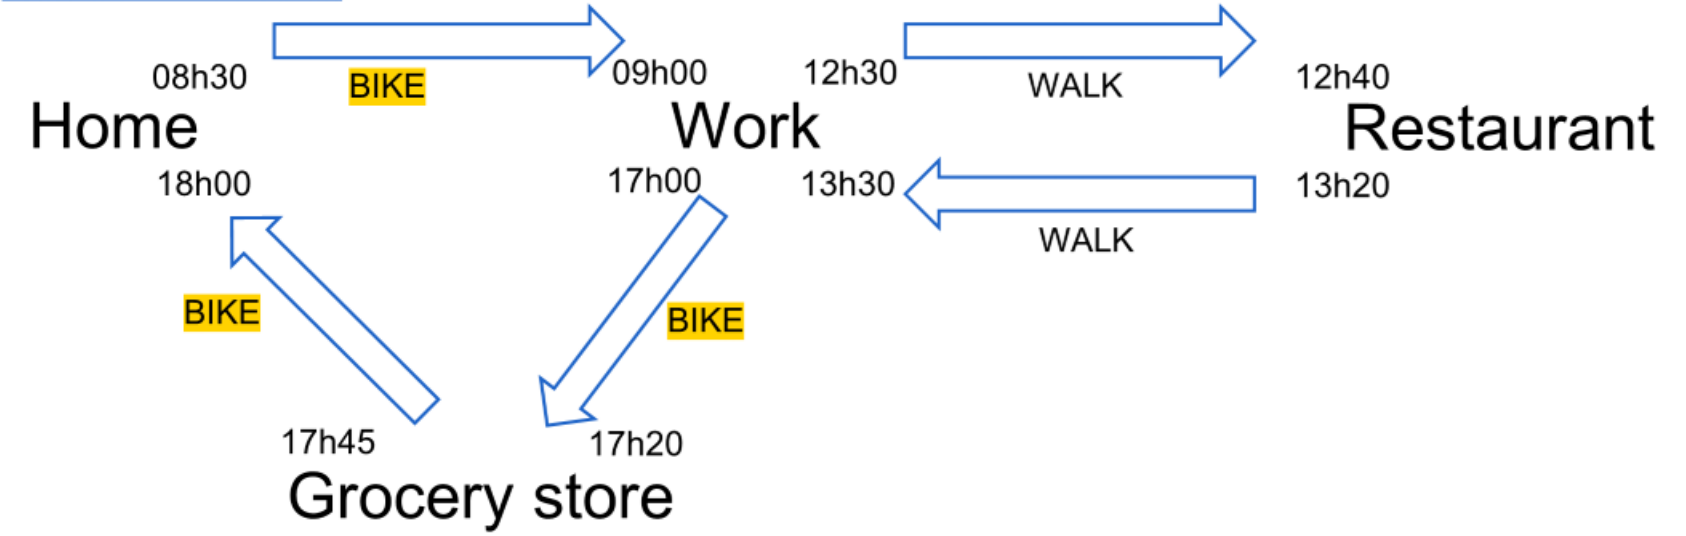 08h30
BIKE
09h00
12h30
WALK
12h40
Home
Work
Restaurant
18h00
17h00
13h30
13h20
WALK
BIKE
BIKE
17h45
17h20
Grocery store